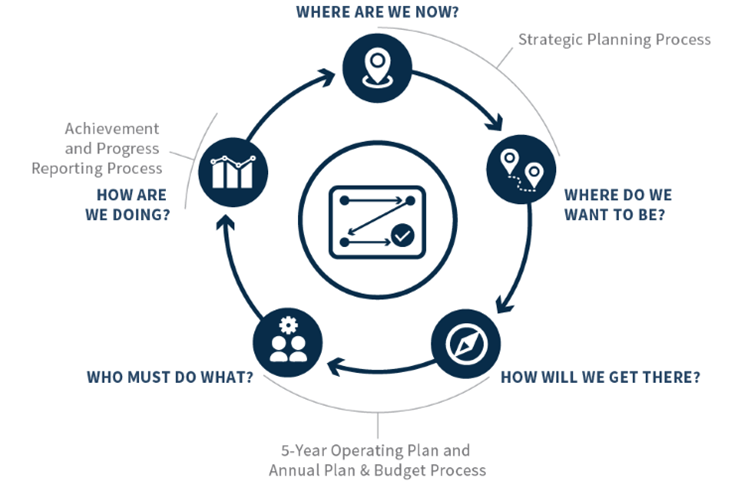 WHERE ARE WE NOW?
Strategic Planning Process
Achievement
and Progress
Reporting Process
HOW ARE
WE DOING?
WHERE DO WE
WANT TO BE?
WHO MUST DO WHAT?
HOW WILL WE GET THERE?
5-Year Operating Plan and
Annual Plan & Budget Process